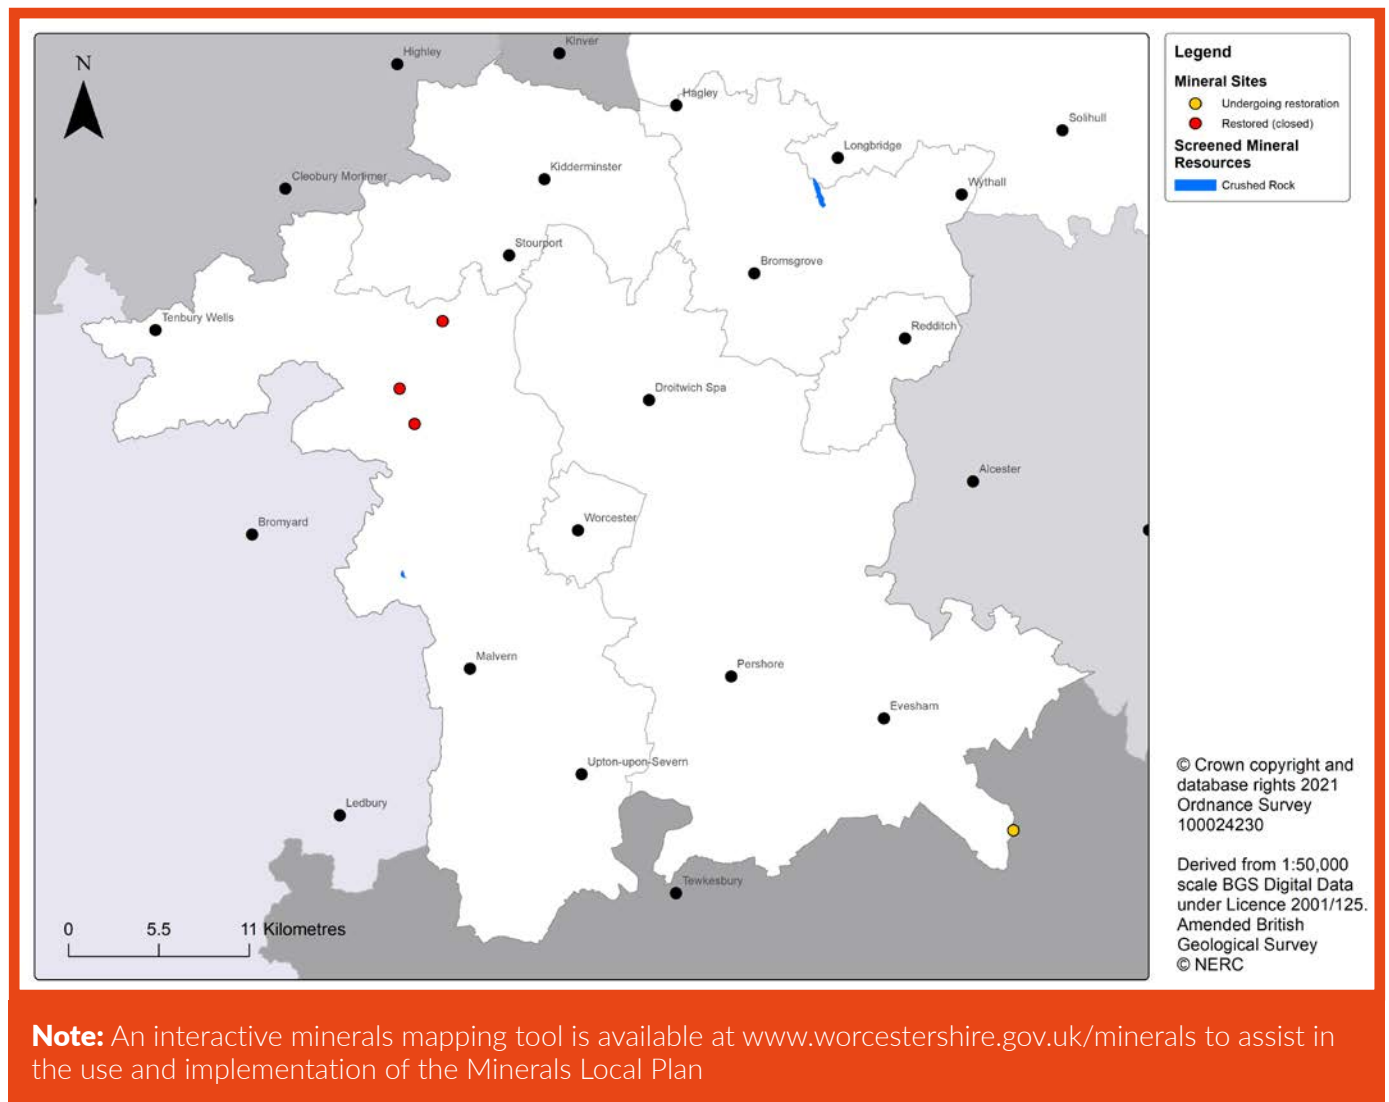 N
Highley
Kinver
Hagley
Solihull
Longbridge
Cleobury Mortimer
Kidderminster
Wythall
Stourport
Bromsgrove
Tenbury Wells
Redditch
Droitwich Spa
Alcester
Bromyard
Worcester
Malvern
Pershore
Evesham
Upton-upon-Severn
Ledbury
Tewkesbury
0 5.5 11 Kilometres
Legend
Mineral Sites
Undergoing restoration
Restored (closed)
Screened Mineral
Resources
Crushed Rock
© Crown copyright and
database rights 2021
Ordnance Survey
100024230
Derived from 1:50,000
scale BGS Digital Data
under Licence 2001/125.
Amended British
Geological Survey
© NERC
Note: An interactive minerals mapping tool is available at www.worcestershire.gov.uk/minerals to assist in
the use and implementation of the Minerals Local Plan